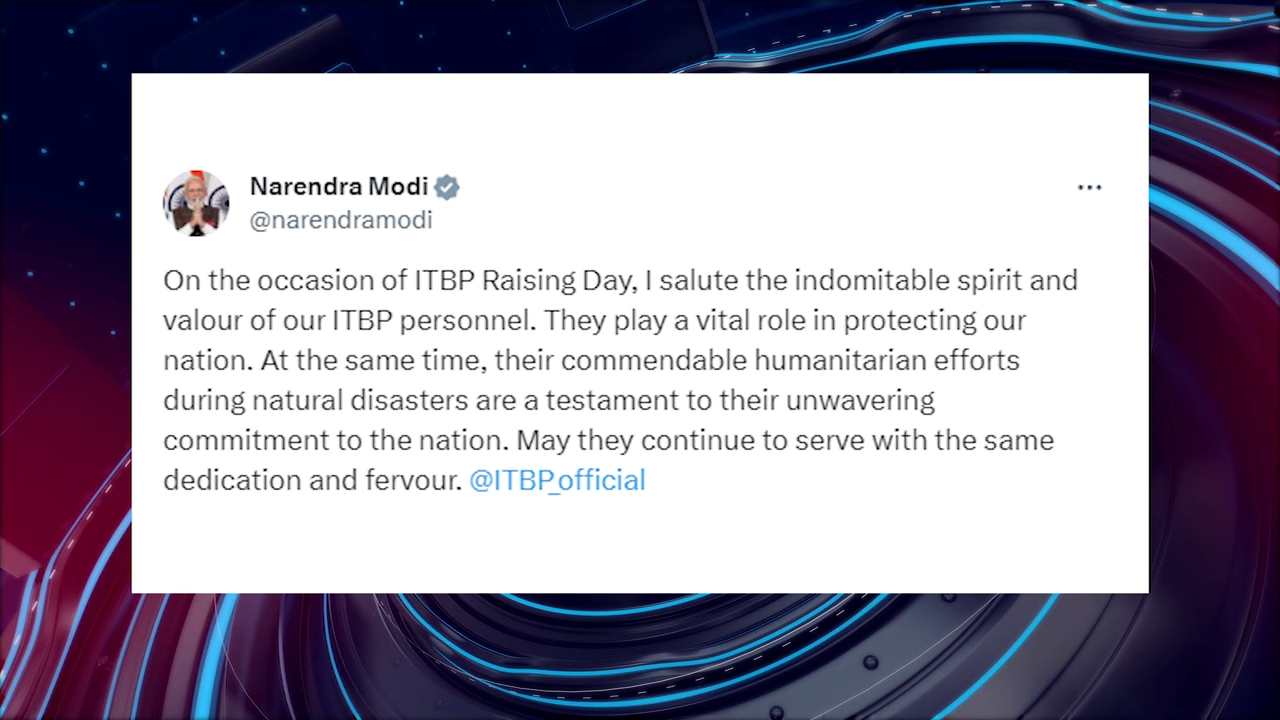 Narendra Modi
@narendramodi
On the occasion of ITBP Raising Day, I salute the indomitable spirit and
valour of our ITBP personnel. They play a vital role in protecting our
nation. At the same time, their commendable humanitarian efforts
during natural disasters are a testament to their unwavering
commitment to the nation. May they continue to serve with the same
dedication and fervour. @ITBP_official